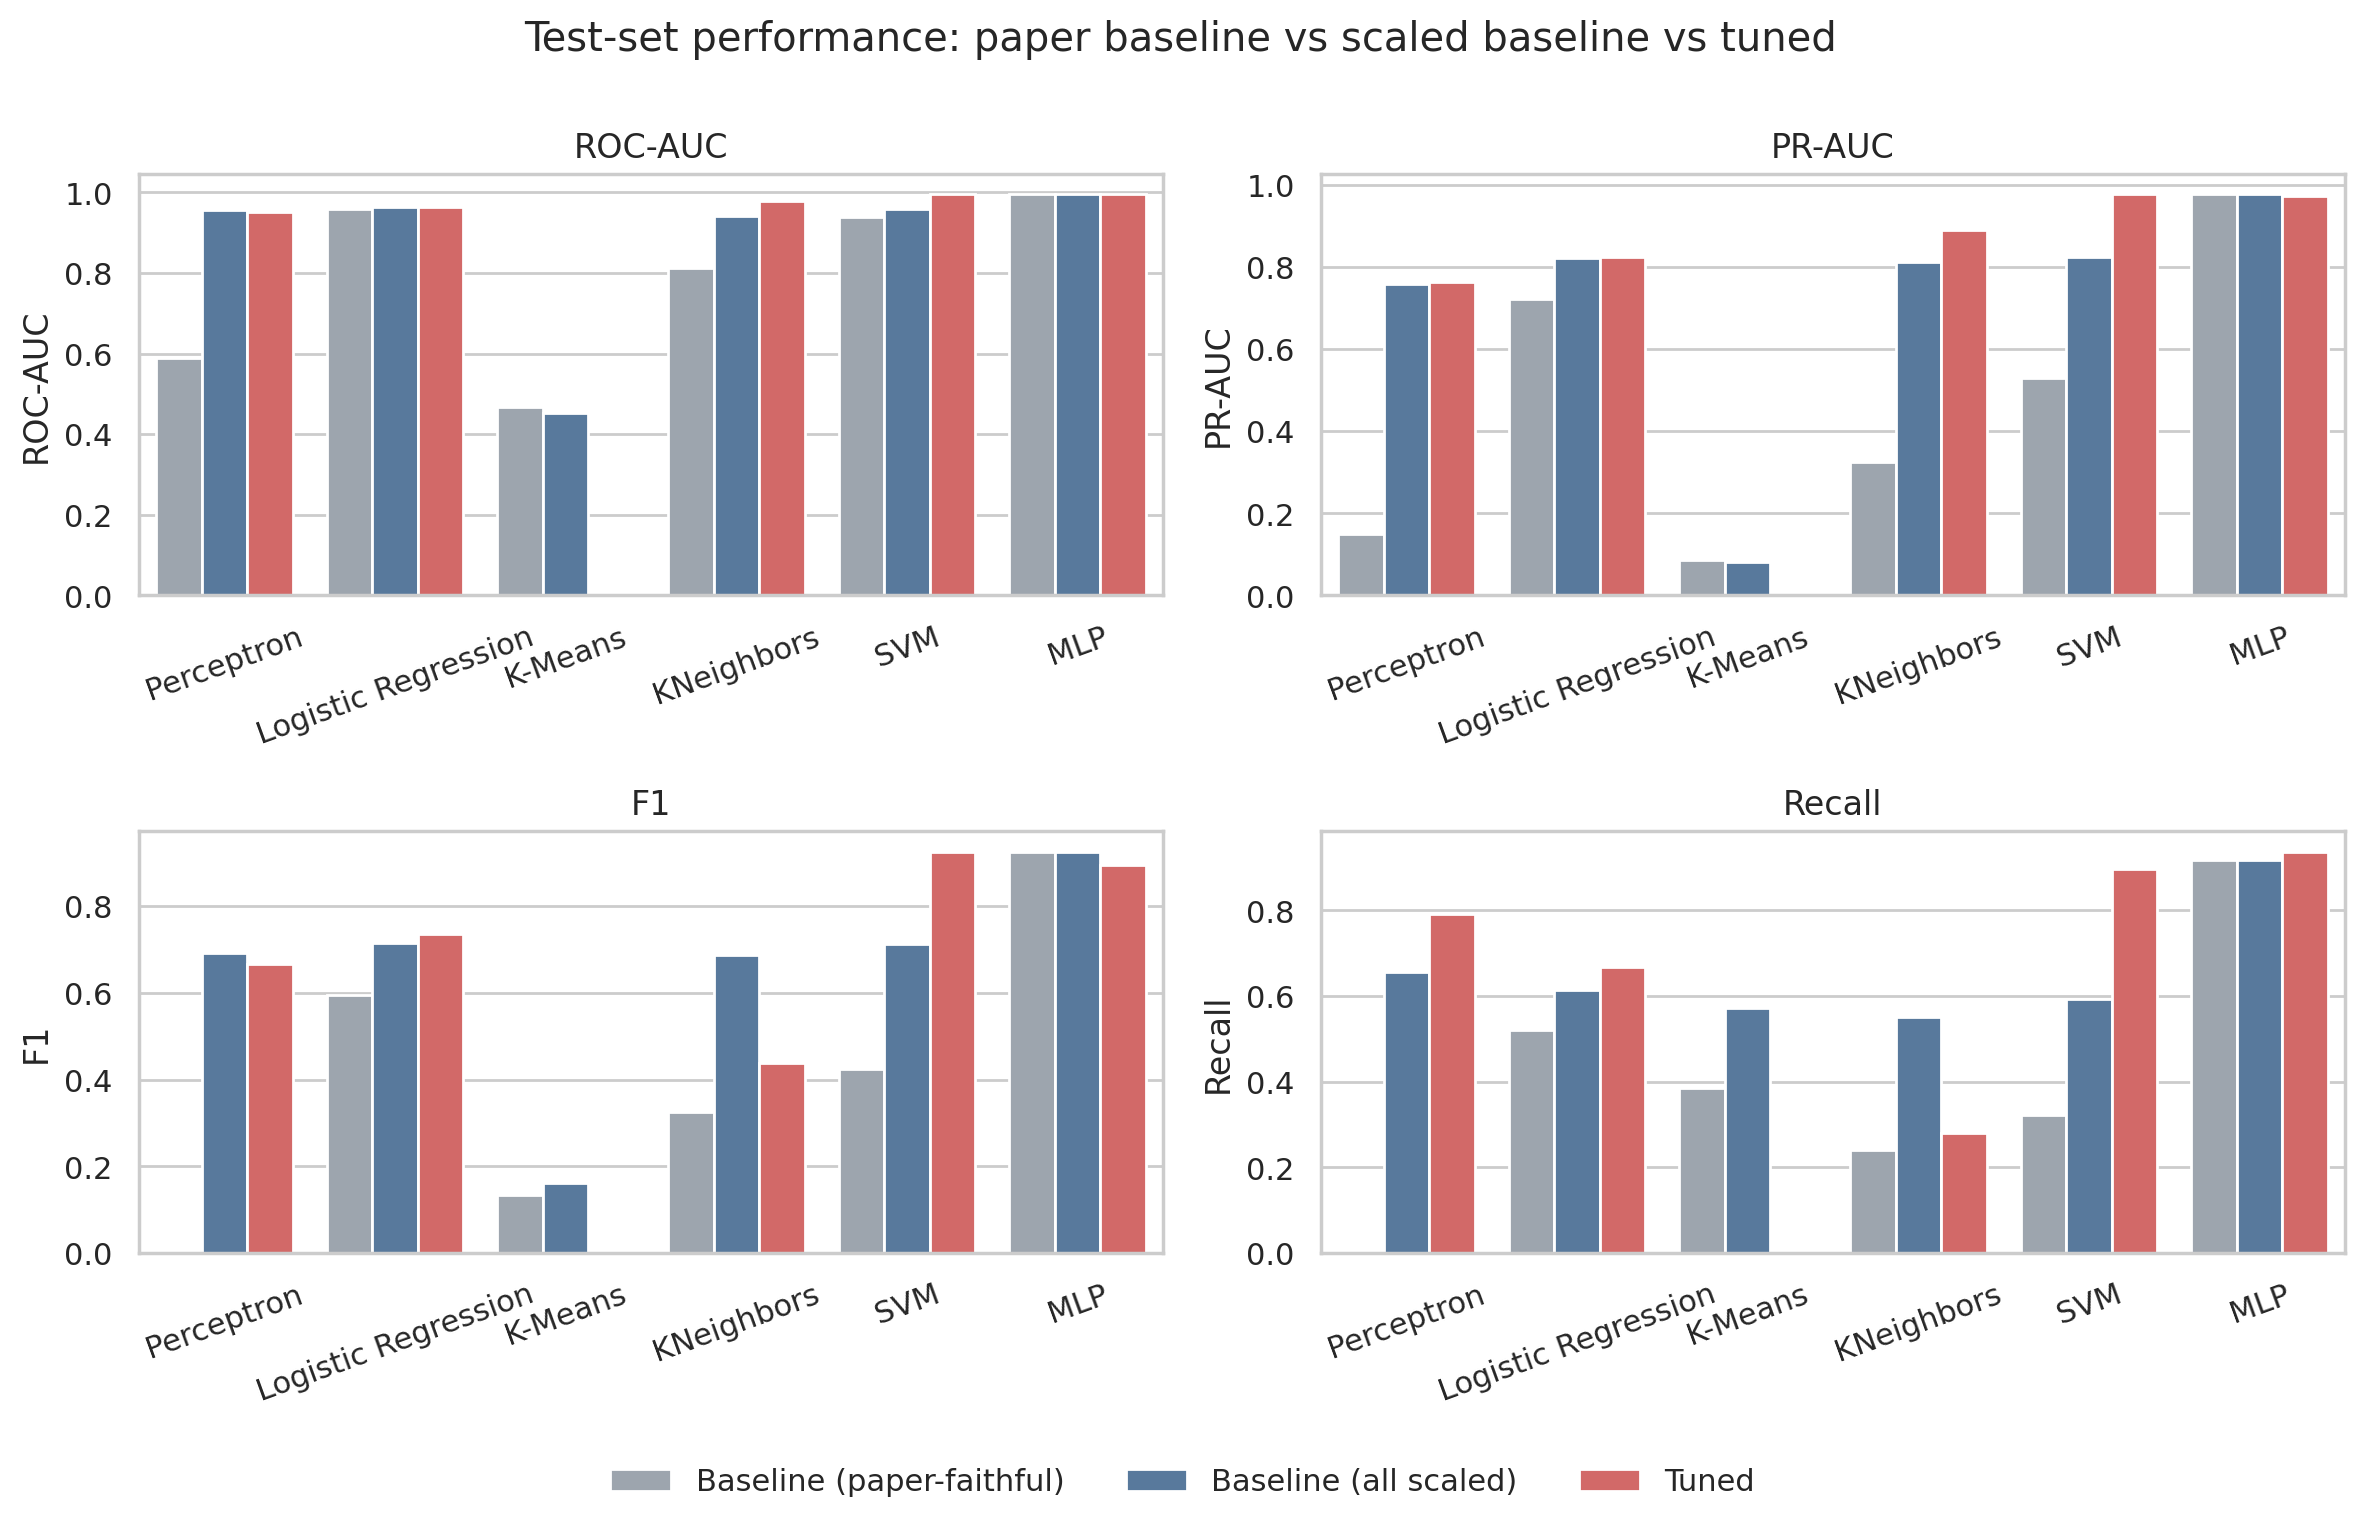 Test-set performance: paper baseline vs scaled baseline vs tuned
ROC-AUC
ROC-AUC
1.0
0.8
0.6
0.4
0.2
0.0
Perceptron
Logistic Regression
K-Means
KNeighbors
SVM
MLP
PR-AUC
PR-AUC
1.0
0.8
0.6
0.4
0.2
0.0
Perceptron
Logistic Regression
K-Means
KNeighbors
SVM
MLP
F1
F1
0.8
0.6
0.4
0.2
0.0
Perceptron
Logistic Regression
K-Means
KNeighbors
SVM
MLP
Recall
Recall
0.8
0.6
0.4
0.2
0.0
Perceptron
Logistic Regression
K-Means
KNeighbors
SVM
MLP
Baseline (paper-faithful)
Baseline (all scaled)
Tuned